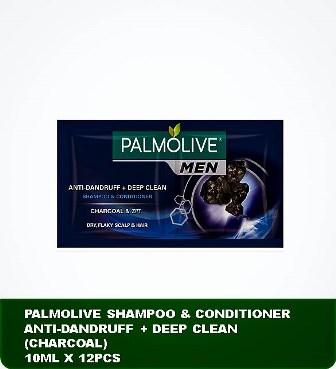 PALMOLIVE
MEN
ANTI-DANDRUFF + DEEP CLEAN
SHAMPOO & CONDITIONER
CHARCOAL & ZPT
DRY, FLAKY SCALP & HAIR
PALMOLIVE SHAMPOO & CONDITIONER
ANTI-DANDRUFF + DEEP CLEAN
(CHARCOAL)
10ML X 12PCS